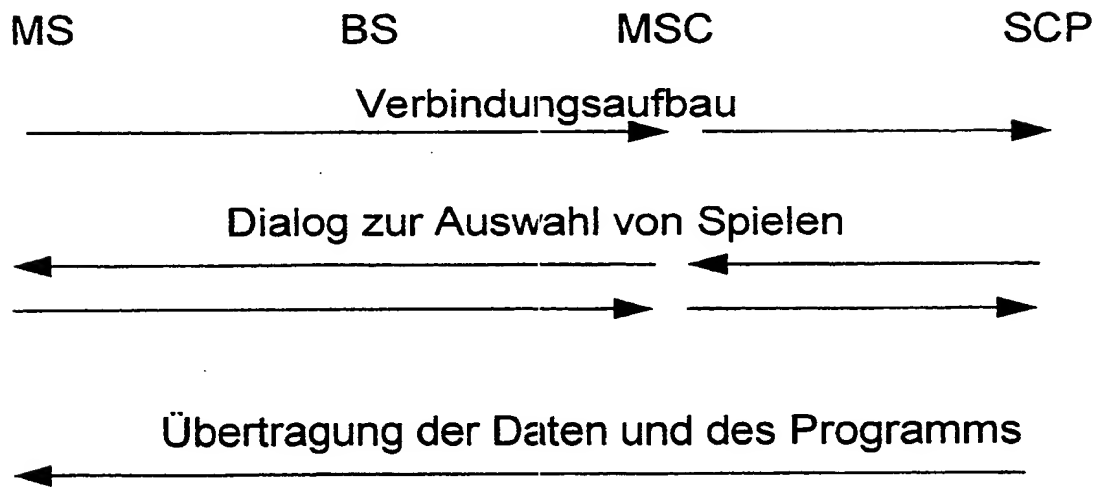 MS BS MSC SCP
Verbindungsaufbau
Dialog zur Auswahl von Spielen
Übertragung der Daten und des Programms